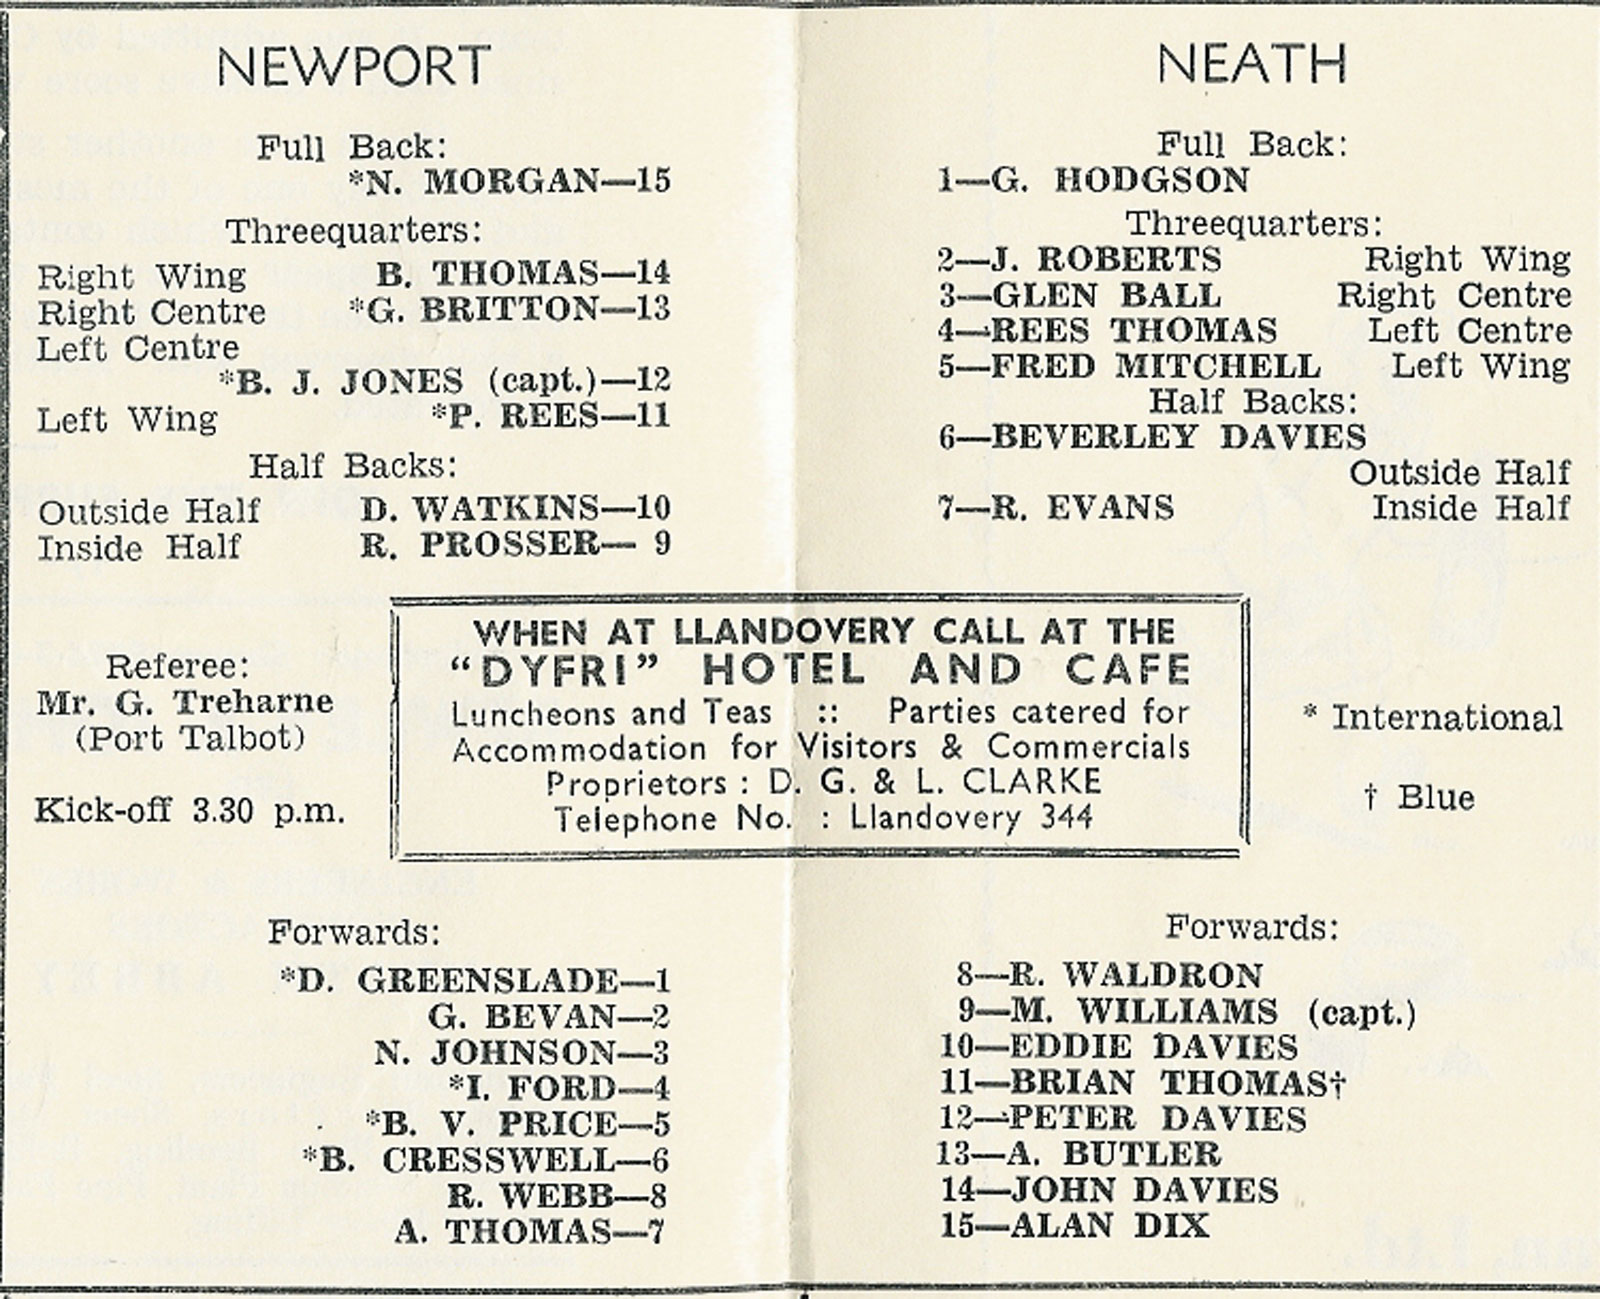 NEWPORT
Full Back:
*N. MORGAN—15
Threequarters:
Right Wing B. THOMAS—14
Right Centre *G. BRITTON—13
Left Centre
*B. J. JONES (capt.)—12
Left Wing *P. REES—11
Half Backs:
Outside Half D. WATKINS—10
Inside Half R. PROSSER— 9
NEATH
Full Back:
1—G. HODGSON
Threequarters:
2—J. ROBERTS Right Wing
3—GLEN BALL Right Centre
4—REES THOMAS Left Centre
5—FRED MITCHELL Left Wing
Half Backs:
6—BEVERLEY DAVIES
Outside Half
7—R. EVANS Inside Half
Referee:
Mr. G. Treharne
(Port Talbot)
Kick-off 3.30 p.m.
WHEN AT LLANDOVERY CALL AT THE
“DYFRI” HOTEL AND CAFE
Luncheons and Teas :: Parties catered for
Accommodation for Visitors & Commercials
Proprietors : D. G. & L. CLARKE
Telephone No. : Llandovery 344
* International
† Blue
Forwards:
*D. GREENSLADE—1
G. BEVAN—2
N. JOHNSON—3
*I. FORD—4
*B. V. PRICE—5
*B. CRESSWELL—6
R. WEBB—8
A. THOMAS—7
Forwards:
8—R. WALDRON
9—M. WILLIAMS (capt.)
10—EDDIE DAVIES
11—BRIAN THOMAS†
12—PETER DAVIES
13—A. BUTLER
14—JOHN DAVIES
15—ALAN DIX